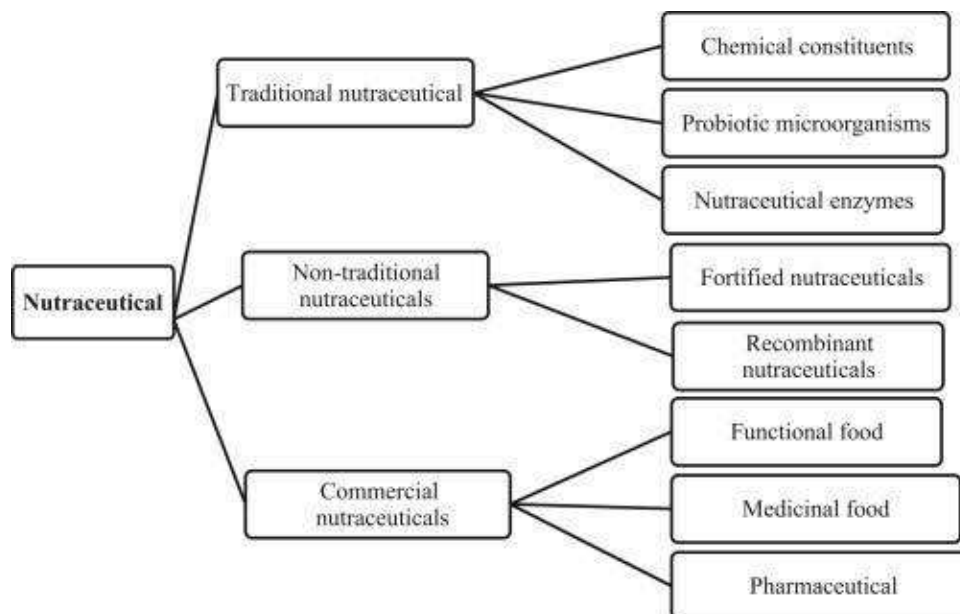 Nutraceutical
Traditional nutraceutical
Chemical constituents
Probiotic microorganisms
Nutraceutical enzymes
Non-traditional
nutraceuticals
Fortified nutraceuticals
Recombinant
nutraceuticals
Commercial
nutraceuticals
Functional food
Medicinal food
Pharmaceutical